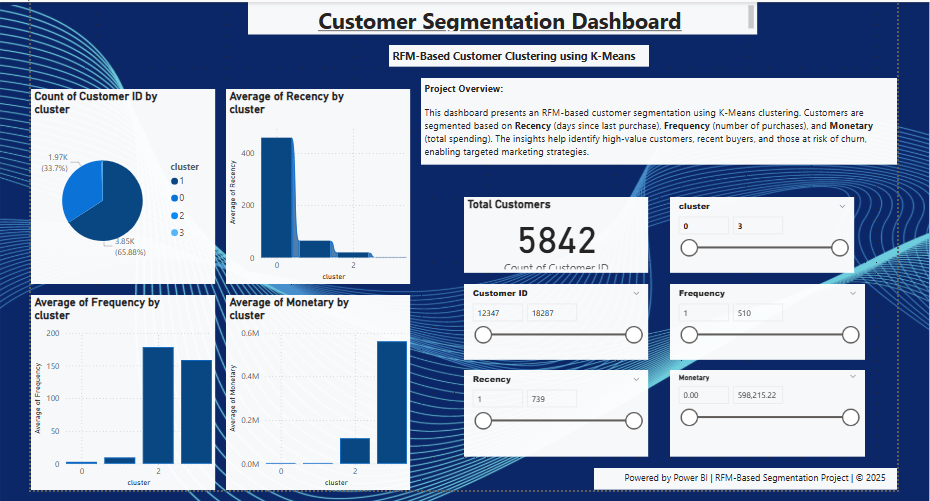 Customer Segmentation Dashboard
RFM-Based Customer Clustering using K-Means
Count of Customer ID by
cluster
1.97K
(33.7%)
3.85K
(65.88%)
cluster
1
0
2
3
Average of Recency by
cluster
Average of Recency
400
200
0
0
2
cluster
Project Overview:
This dashboard presents an RFM-based customer segmentation using K-Means clustering. Customers are
segmented based on Recency (days since last purchase), Frequency (number of purchases), and Monetary
(total spending). The insights help identify high-value customers, recent buyers, and those at risk of churn,
enabling targeted marketing strategies.
Total Customers
5842
Count of Customer ID
cluster
0
3
Customer ID
12347
18287
Frequency
1
510
Recency
1
739
Monetary
0.00
598,215.22
Average of Frequency by
cluster
Average of Frequency
200
150
100
50
0
0
2
cluster
Average of Monetary by
cluster
Average of Monetary
0.6M
0.4M
0.2M
0.0M
0
2
cluster
Powered by Power BI | RFM-Based Segmentation Project | © 2025